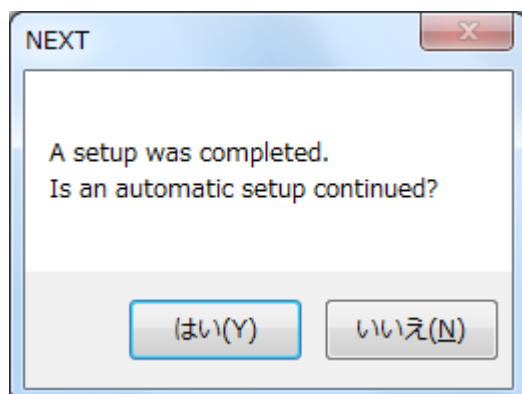 NEXT
A setup was completed.
Is an automatic setup continued?
はい(Y)
いいえ(N)